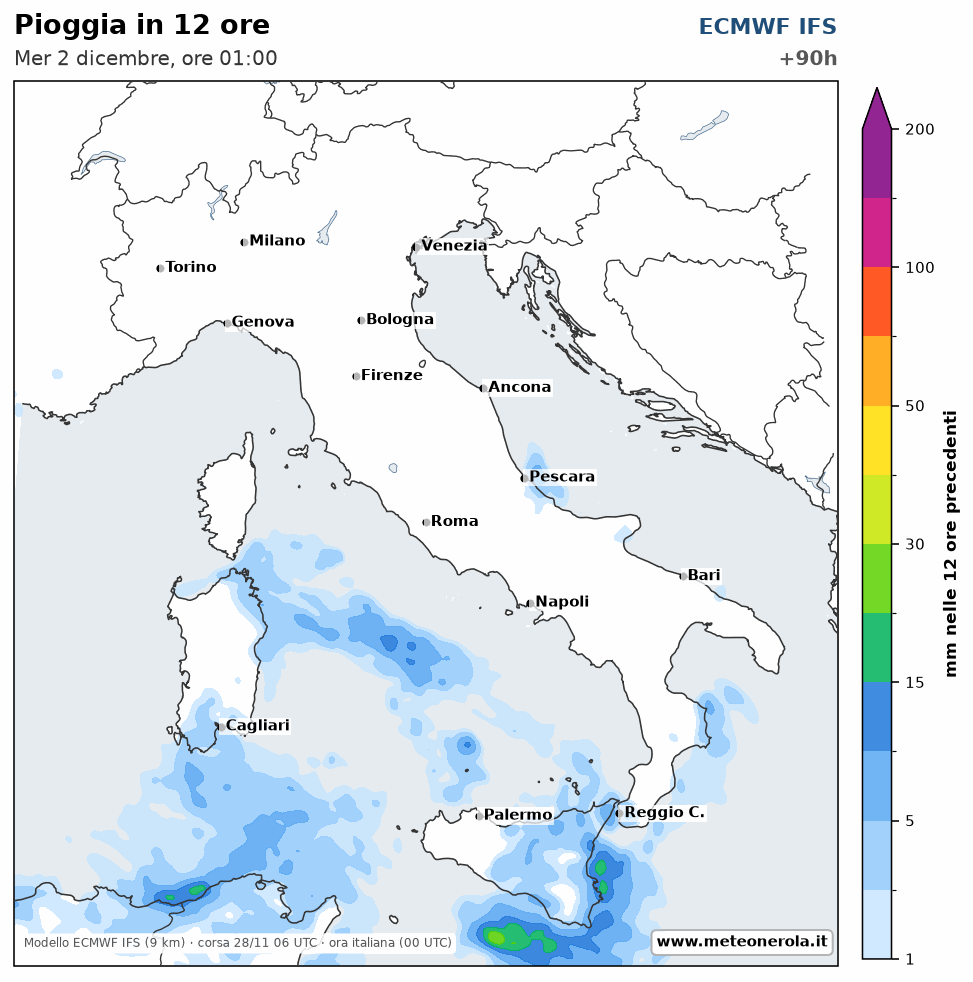 Pioggia in 12 ore
ECMWF IFS
Mer 2 dicembre, ore 01:00
+90h
200
100
50
30
15
5
1
mm nelle 12 ore precedenti
Venezia
Milano
Torino
Bologna
Genova
Firenze
Ancona
Pescara
Roma
Bari
Napoli
Cagliari
Reggio C.
Palermo
Modello ECMWF IFS (9 km) · corsa 28/11 06 UTC · ora italiana (00 UTC)
www.meteonerola.it